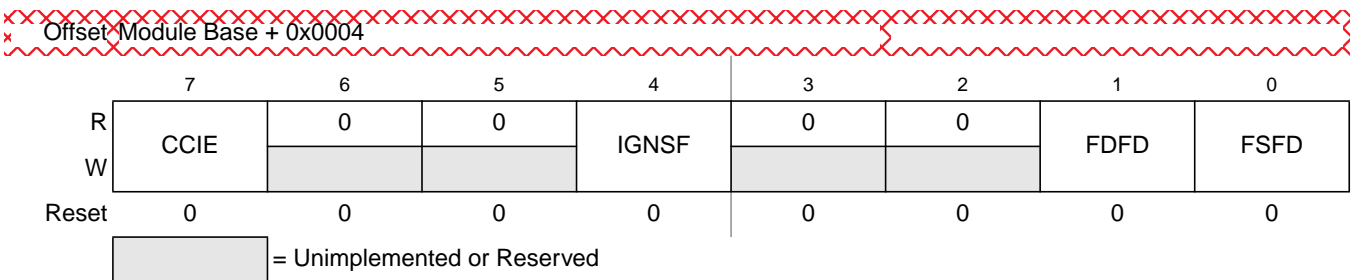 Offset Module Base + 0x0004
7 6 5 4 3 2 1 0
R CCIE 0 0 IGNSF 0 0 FDFD FSFD
W
Reset 0 0 0 0 0 0 0 0
= Unimplemented or Reserved